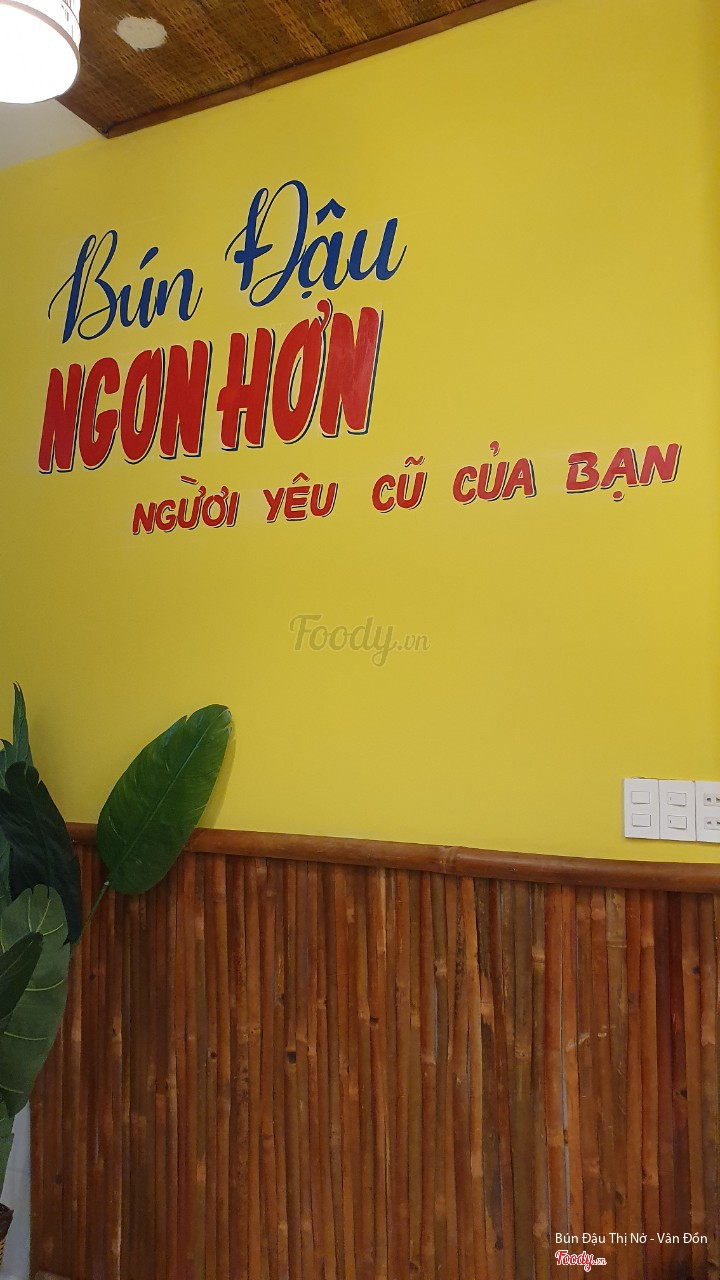 Bún Đậu
NGON HƠN
NGƯỜI YÊU CŨ CỦA BẠN
Foody.vn
Bún Đậu Thị Nở - Vân Đồn
Foody.vn